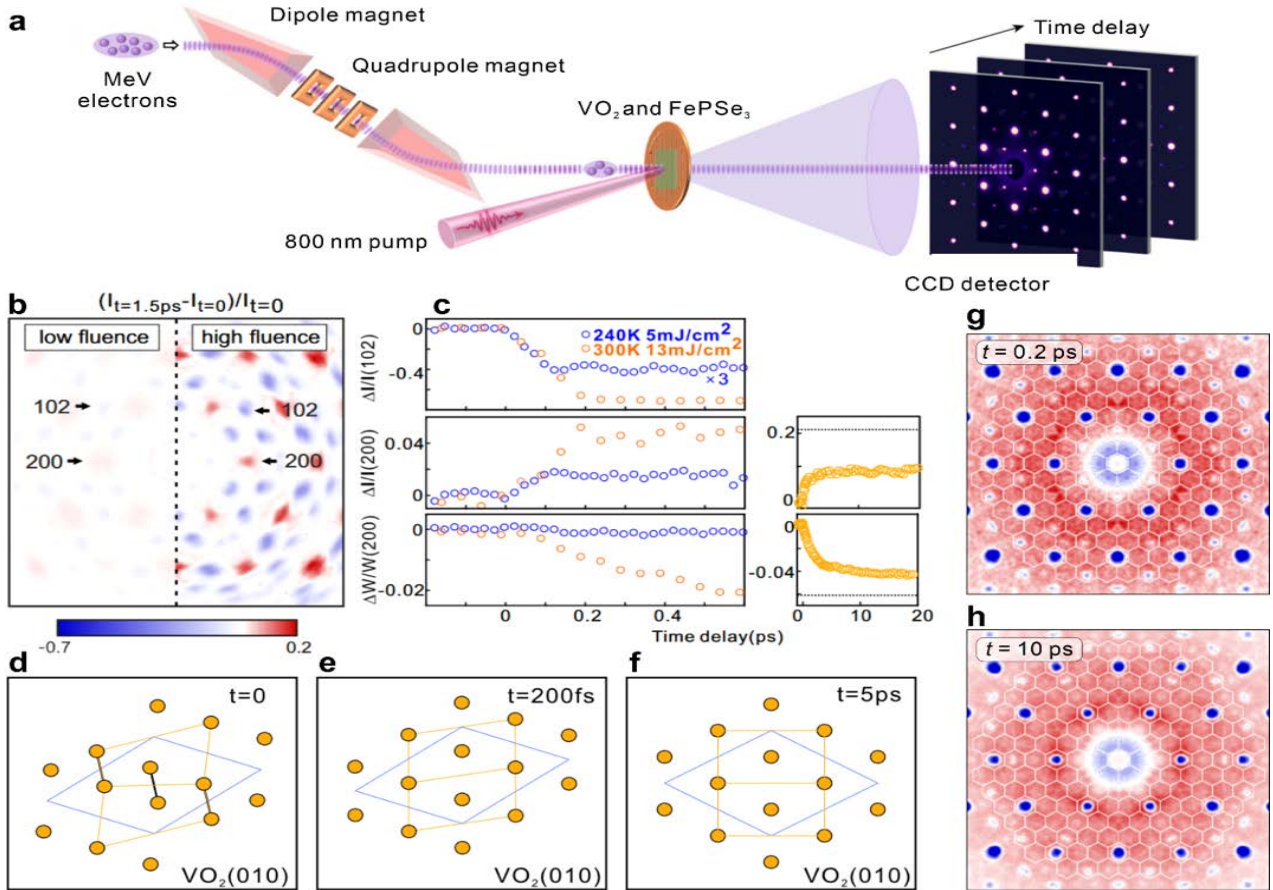 a
Dipole magnet
Time delay
MeV
electrons
Quadrupole magnet
VO₂ and FePSe₃
800 nm pump
CCD detector
b
(I_{t=1.5ps}-I_{t=0})/I_{t=0}
low fluence
high fluence
102
102
200
200
-0.7
0.2
c
240K 5mJ/cm²
300K 13mJ/cm²
×3
ΔI/I(102)
0
-0.4
ΔI/I(200)
0.04
0
ΔW/W(200)
0
-0.02
0.2
0
0
-0.04
0
0.2
0.4
0
10
20
Time delay(ps)
d
t=0
VO₂(010)
e
t=200fs
VO₂(010)
f
t=5ps
VO₂(010)
g
t = 0.2 ps
h
t = 10 ps